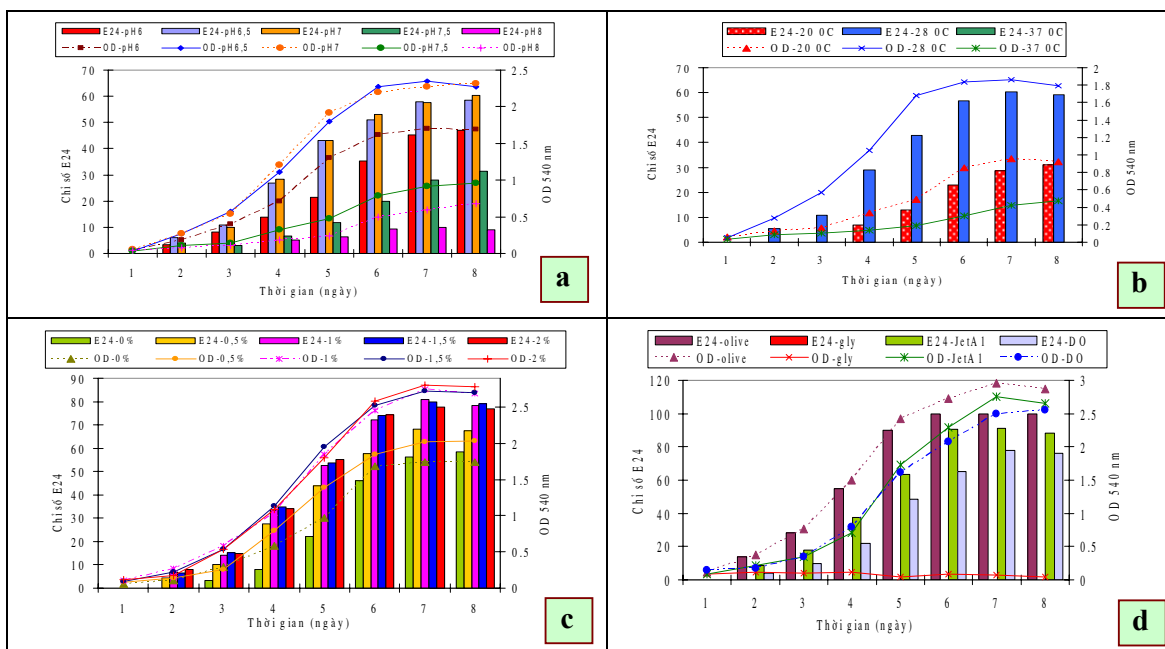 E24-pH6 E24-pH6,5 E24-pH7 E24-pH7,5 E24-pH8
OD-pH6 OD-pH6,5 OD-pH7 OD-pH7,5 OD-pH8
70
60
50
40
30
20
10
0
Chỉ số E24
2.5
2
1.5
1
0.5
0
OD 540 nm
1 2 3 4 5 6 7 8
Thời gian (ngày)
a
E24-20 0C E24-28 0C E24-37 0C
OD-20 0C OD-28 0C OD-37 0C
70
60
50
40
30
20
10
0
Chỉ số E24
2
1.8
1.6
1.4
1.2
1
0.8
0.6
0.4
0.2
0
OD 540 nm
1 2 3 4 5 6 7 8
Thời gian (ngày)
b
E24-0% E24-0,5% E24-1% E24-1,5% E24-2%
OD-0% OD-0,5% OD-1% OD-1,5% OD-2%
90
80
70
60
50
40
30
20
10
0
Chỉ số E24
2.5
2
1.5
1
0.5
0
OD 540 nm
1 2 3 4 5 6 7 8
Thời gian (ngày)
c
E24-olive E24-gly E24-JetA1 E24-DO
OD-olive OD-gly OD-JetA1 OD-DO
120
100
80
60
40
20
0
Chỉ số E24
3
2.5
2
1.5
1
0.5
0
OD 540 nm
1 2 3 4 5 6 7 8
Thời gian (ngày)
d